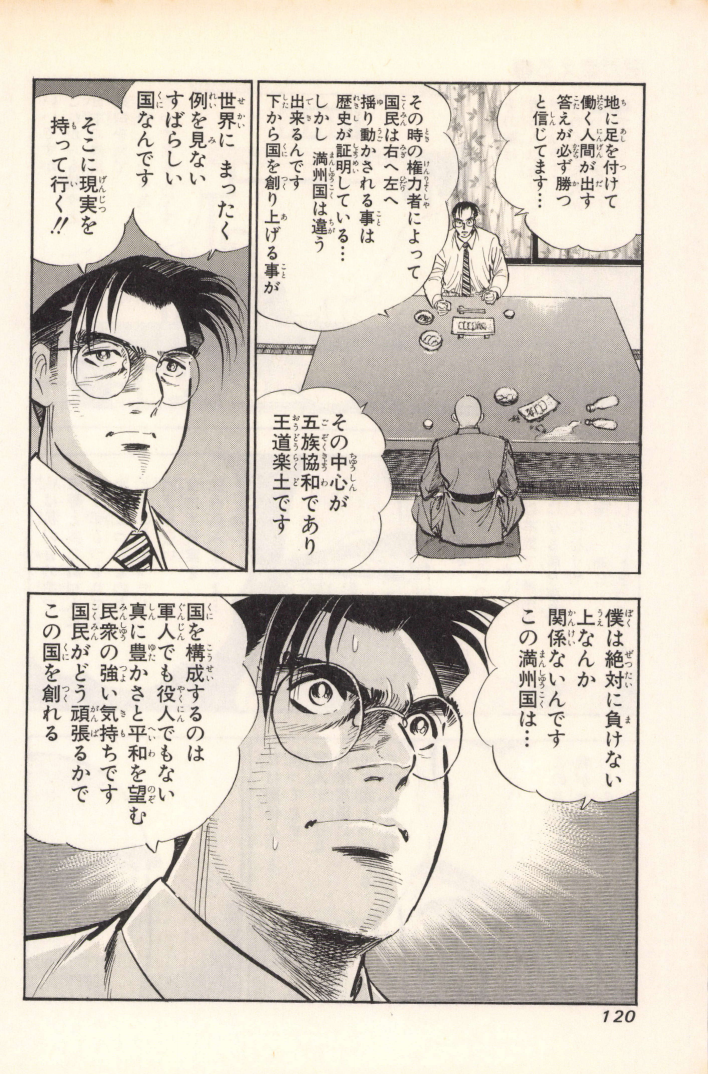 地に足を付けて
働く人間が出す
答えが必ず勝つ
と信じてます…
その時の権力者によって
国民は右へ左へ
揺り動かされる事は
歴史が証明している…
しかし 満州国は違う
出来るんです
下から国を創り上げる事が
その中心が
五族協和であり
王道楽土です
世界に まったく
例を見ない
すばらしい
国なんです
そこに現実を
持って行く!!
僕は絶対に負けない
上なんか
関係ないんです
この満州国は…
国を構成するのは
軍人でも役人でもない
真に豊かさと平和を望む
民衆の強い気持ちです
国民がどう頑張るかで
この国を創れる
120